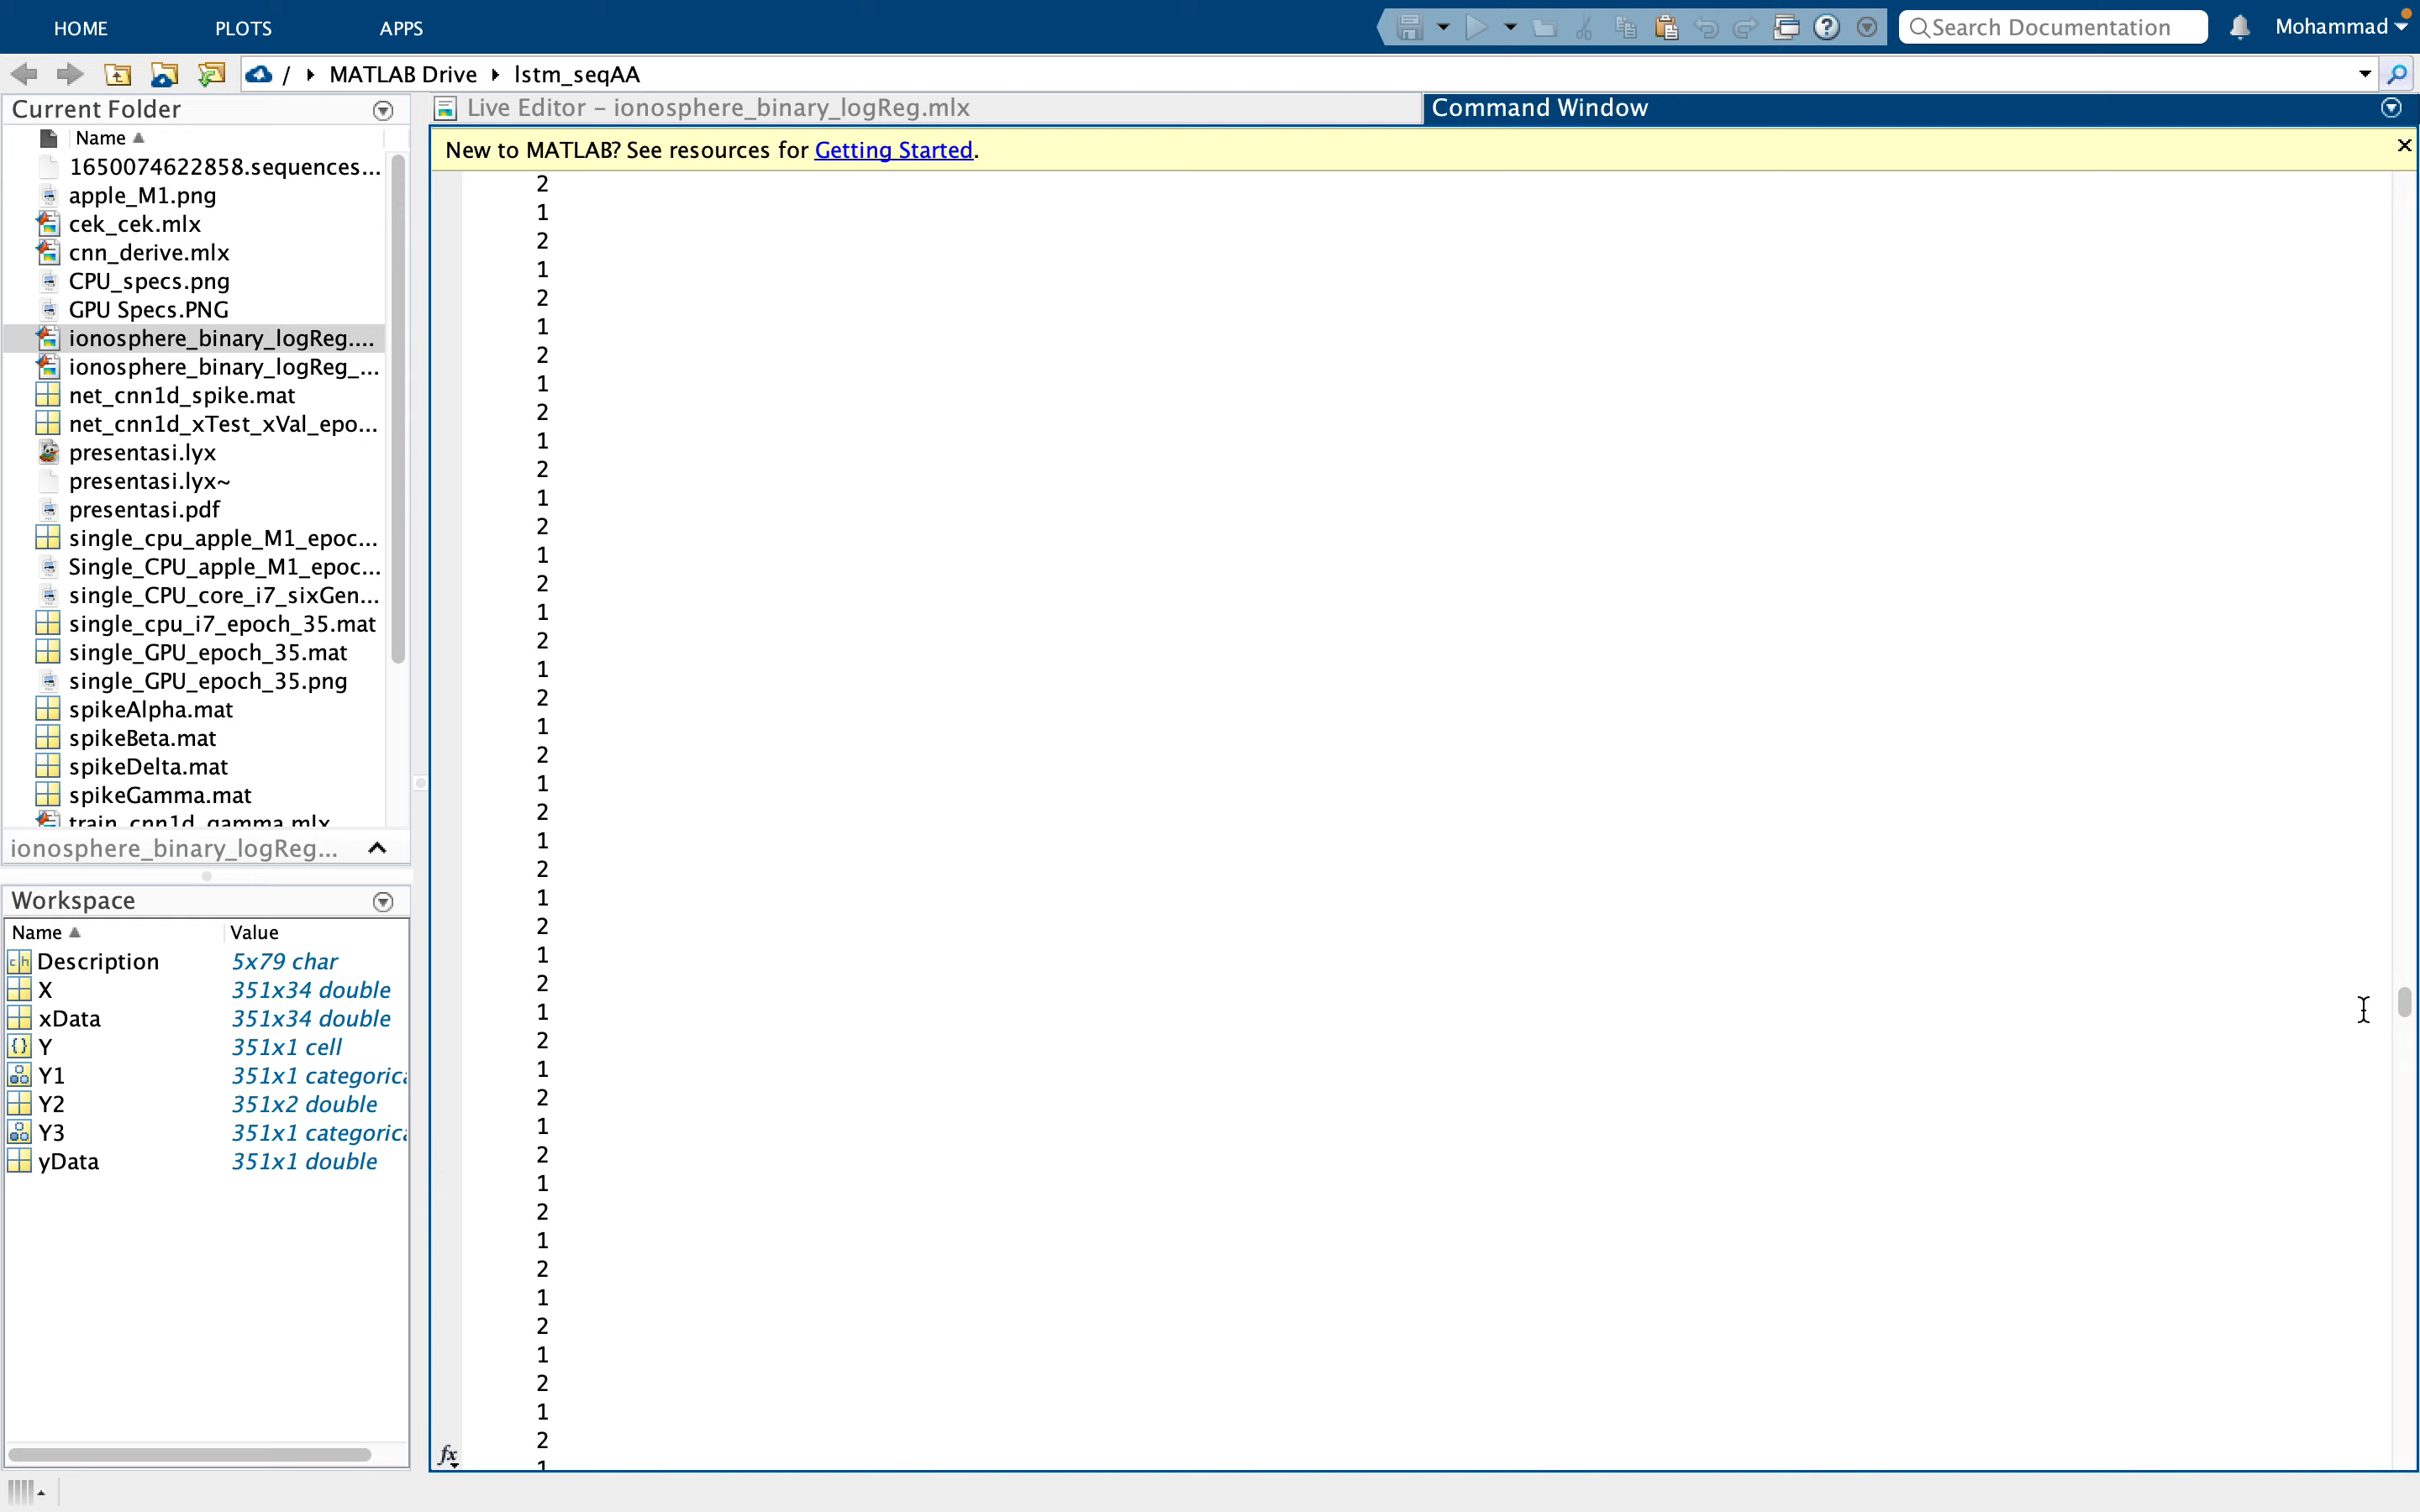 HOME PLOTS APPS Search Documentation Mohammad
/ MATLAB Drive lstm_seqAA
Current Folder
Name
1650074622858.sequences...
apple_M1.png
cek_cek.mlx
cnn_derive.mlx
CPU_specs.png
GPU Specs.PNG
ionosphere_binary_logReg....
ionosphere_binary_logReg_...
net_cnn1d_spike.mat
net_cnn1d_xTest_xVal_epo...
presentasi.lyx
presentasi.lyx~
presentasi.pdf
single_cpu_apple_M1_epoc...
Single_CPU_apple_M1_epoc...
single_CPU_core_i7_sixGen...
single_cpu_i7_epoch_35.mat
single_GPU_epoch_35.mat
single_GPU_epoch_35.png
spikeAlpha.mat
spikeBeta.mat
spikeDelta.mat
spikeGamma.mat
train_cnn1d_gamma.mlx
ionosphere_binary_logReg...
Workspace
Name Value
Description 5x79 char
X 351x34 double
xData 351x34 double
Y 351x1 cell
Y1 351x1 categorica
Y2 351x2 double
Y3 351x1 categorica
yData 351x1 double
Live Editor – ionosphere_binary_logReg.mlx
Command Window
New to MATLAB? See resources for Getting Started.
2
1
2
1
2
1
2
1
2
1
2
1
2
1
2
1
2
1
2
1
2
1
2
1
2
1
2
1
2
1
2
1
2
1
2
1
2
1
2
1
2
1
2
1
2
1
fx